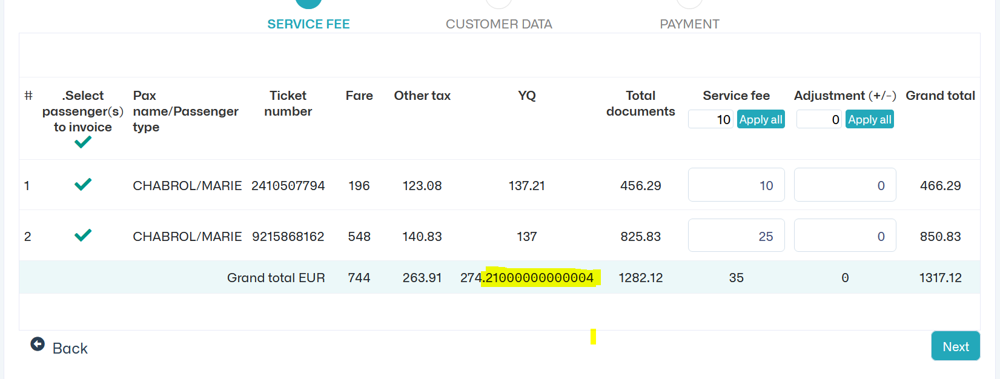 SERVICE FEE CUSTOMER DATA PAYMENT
# .Select Pax Ticket Fare Other tax YQ Total Service fee Adjustment (+/-) Grand total
passenger(s) name/Passenger number documents
10 Apply all 0 Apply all
to invoice type
1 CHABROL/MARIE 2410507794 196 123.08 137.21 456.29 10 0 466.29
2 CHABROL/MARIE 9215868162 548 140.83 137 825.83 25 0 850.83
Grand total EUR 744 263.91 274.21000000000004 1282.12 35 0 1317.12
Back Next